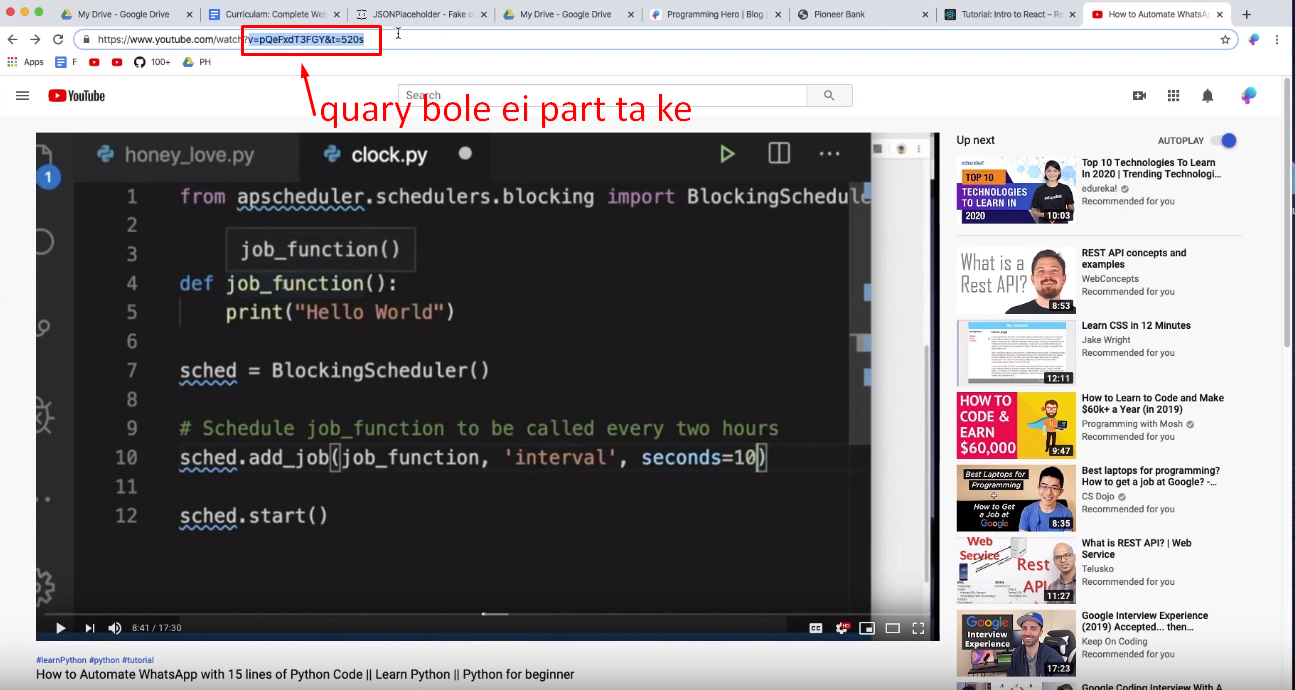 My Drive - Google Drive
Curriculam: Complete Web
JSONPlaceholder - Fake o
My Drive - Google Drive
Programming Hero | Blog |
Pioneer Bank
Tutorial: Intro to React – Re
How to Automate WhatsA
https://www.youtube.com/watch?v=pQeFxdT3FGY&t=520s
Apps F 100+ PH
YouTube
Search
quary bole ei part ta ke
honey_love.py
clock.py
1
1 from apscheduler.schedulers.blocking import BlockingSchedule
2
job_function()
3
4 def job_function():
5 print("Hello World")
6
7 sched = BlockingScheduler()
8
9 # Schedule job_function to be called every two hours
10 sched.add_job(job_function, 'interval', seconds=10)
11
12 sched.start()
8:41 / 17:30
CC
HD
#learnPython #python #tutorial
How to Automate WhatsApp with 15 lines of Python Code || Learn Python || Python for beginner
Up next
AUTOPLAY
edureka!
TOP 10
TECHNOLOGIES
TO LEARN IN
2020
10:03
Top 10 Technologies To Learn
In 2020 | Trending Technologi...
edureka!
Recommended for you
What is a
Rest API?
8:53
REST API concepts and
examples
WebConcepts
Recommended for you
12:11
Learn CSS in 12 Minutes
Jake Wright
Recommended for you
HOW TO
CODE &
EARN
$60,000
9:47
How to Learn to Code and Make
$60k+ a Year (in 2019)
Programming with Mosh
Recommended for you
Best Laptops for
Programming
+
How to Get
a Job at
Google
8:35
Best laptops for programming?
How to get a job at Google? -...
CS Dojo
Recommended for you
Web
Service
Rest
API
11:27
What is REST API? | Web
Service
Telusko
Recommended for you
Google
Interview
Experience
17:23
Google Interview Experience
(2019) Accepted... then...
Keep On Coding
Recommended for you
Google Coding Interview With A